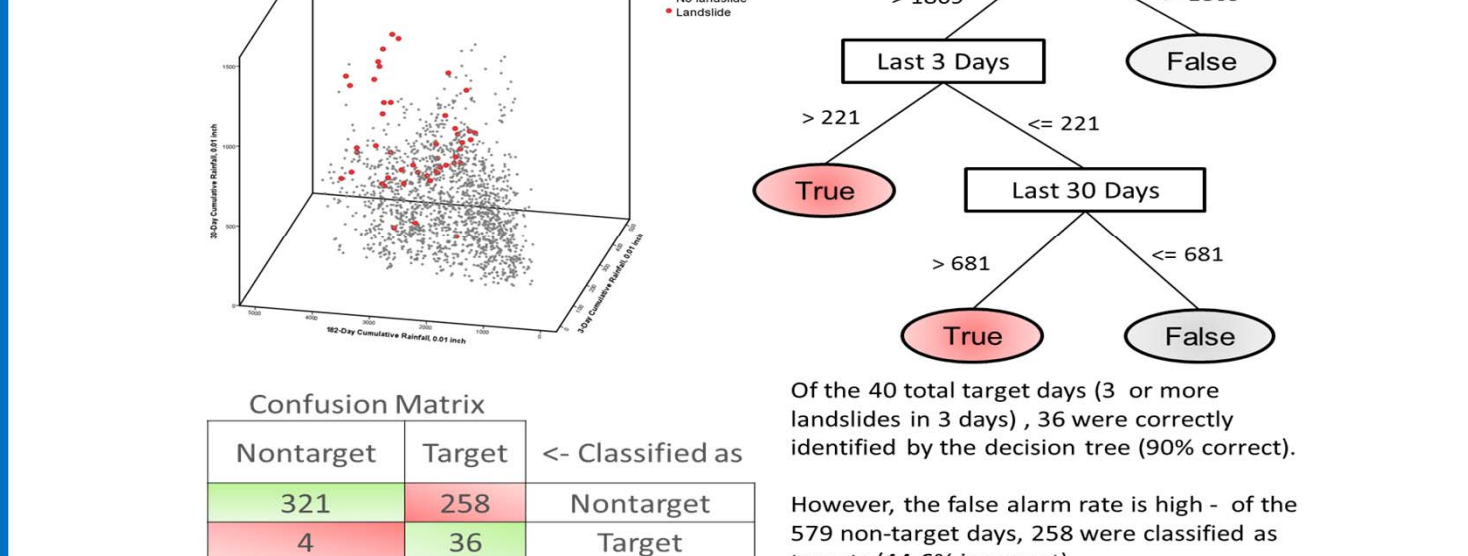 Landslide
1500
1000
500
0
30-Day Cumulative Rainfall, 0.01 inch
5000
4000
3000
2000
1000
0
182-Day Cumulative Rainfall, 0.01 inch
3-Day Cumulative Rainfall, 0.01 inch
Last 3 Days
False
> 221
<= 221
True
Last 30 Days
> 681
<= 681
True
False
Confusion Matrix
Nontarget Target <- Classified as
321 258 Nontarget
4 36 Target
Of the 40 total target days (3 or more
landslides in 3 days) , 36 were correctly
identified by the decision tree (90% correct).
However, the false alarm rate is high - of the
579 non-target days, 258 were classified as